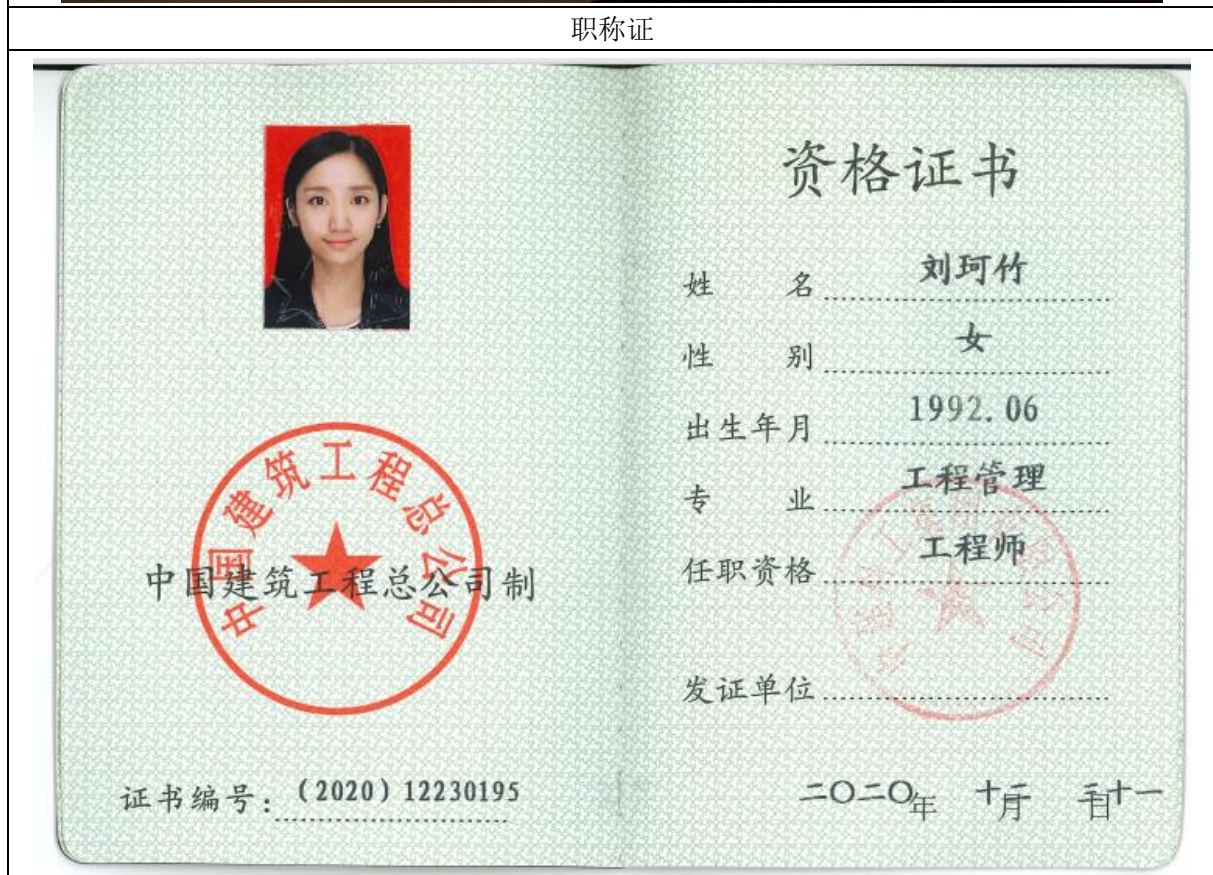 职称证
中国建筑工程总公司
中国建筑工程总公司制
证书编号：（2020）12230195
资格证书
姓 名 刘珂竹
性 别 女
出生年月 1992.06
专 业 工程管理
任职资格 工程师
发证单位
二〇二〇年 十二月 三十一日